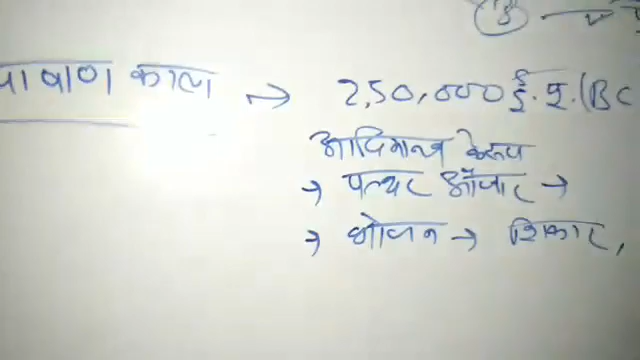 पाषाण काल → 2,50,000 ई. पू. (BC
आदिमानव के रूप
→ पत्थर औजार →
→ भोजन → शिकार,